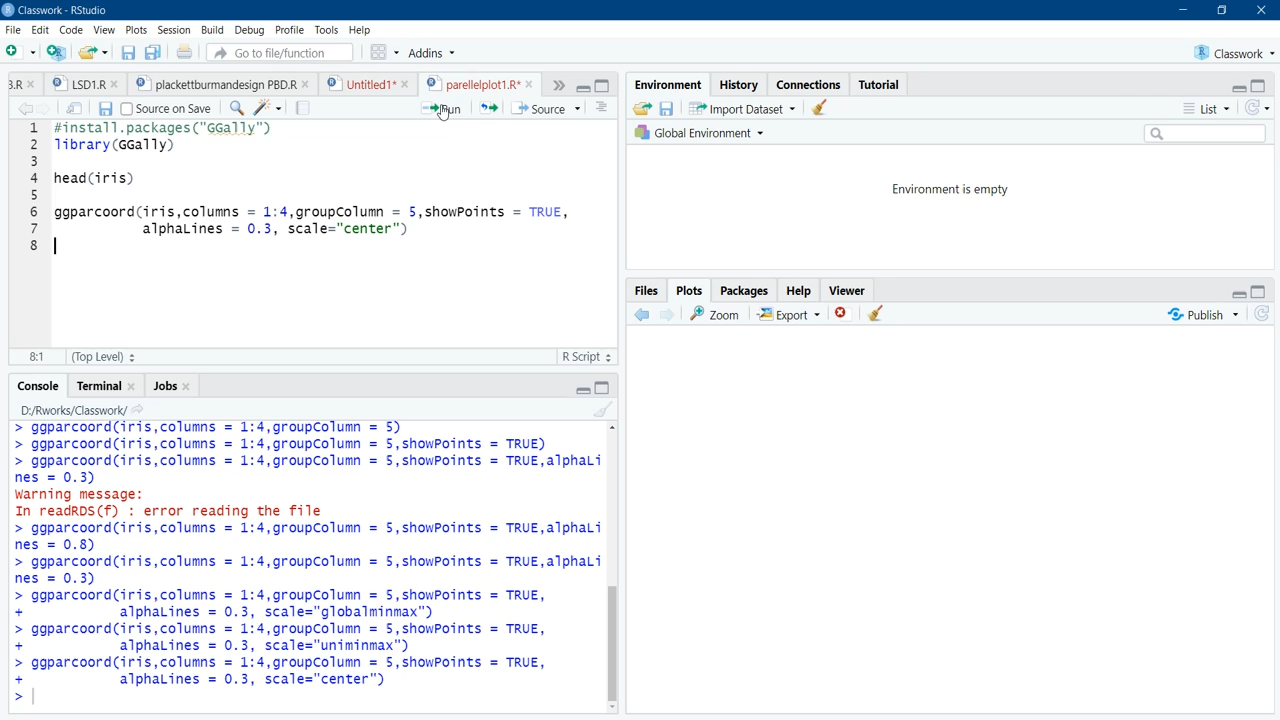 Classwork - RStudio
File Edit Code View Plots Session Build Debug Profile Tools Help
Go to file/function Addins Classwork
3.R LSD1.R plackettburmandesign PBD.R Untitled1* parellelplot1.R*
Source on Save Run Source
1 #install.packages("GGally")
2 library(GGally)
3
4 head(iris)
5
6 ggparcoord(iris,columns = 1:4,groupColumn = 5,showPoints = TRUE,
7 alphaLines = 0.3, scale="center")
8
8:1 (Top Level) R Script
Console Terminal Jobs
D:/Rworks/Classwork/
> ggparcoord(iris,columns = 1:4,groupColumn = 5)
> ggparcoord(iris,columns = 1:4,groupColumn = 5,showPoints = TRUE)
> ggparcoord(iris,columns = 1:4,groupColumn = 5,showPoints = TRUE,alphaLi
nes = 0.3)
Warning message:
In readRDS(f) : error reading the file
> ggparcoord(iris,columns = 1:4,groupColumn = 5,showPoints = TRUE,alphaLi
nes = 0.8)
> ggparcoord(iris,columns = 1:4,groupColumn = 5,showPoints = TRUE,alphaLi
nes = 0.3)
> ggparcoord(iris,columns = 1:4,groupColumn = 5,showPoints = TRUE,
+ alphaLines = 0.3, scale="globalminmax")
> ggparcoord(iris,columns = 1:4,groupColumn = 5,showPoints = TRUE,
+ alphaLines = 0.3, scale="uniminmax")
> ggparcoord(iris,columns = 1:4,groupColumn = 5,showPoints = TRUE,
+ alphaLines = 0.3, scale="center")
>
Environment History Connections Tutorial
Import Dataset List
Global Environment
Environment is empty
Files Plots Packages Help Viewer
Zoom Export Publish